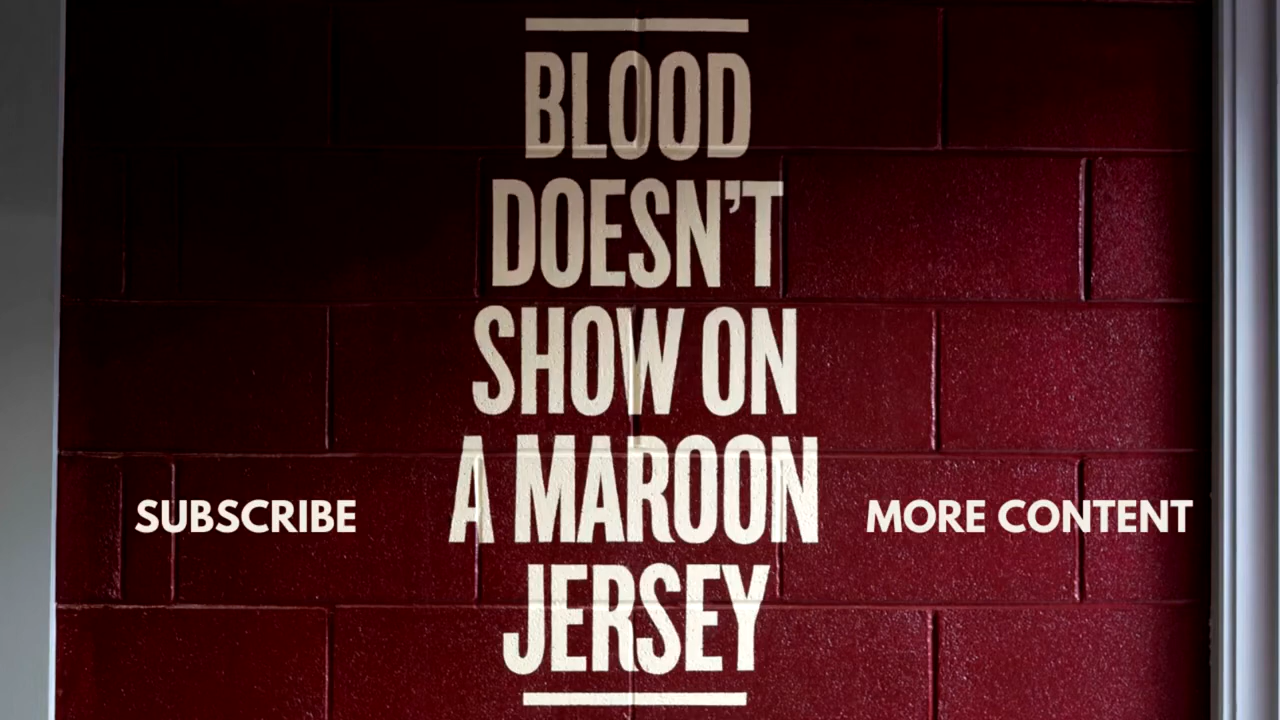 BLOOD
DOESN'T
SHOW ON
A MAROON
JERSEY
SUBSCRIBE
MORE CONTENT